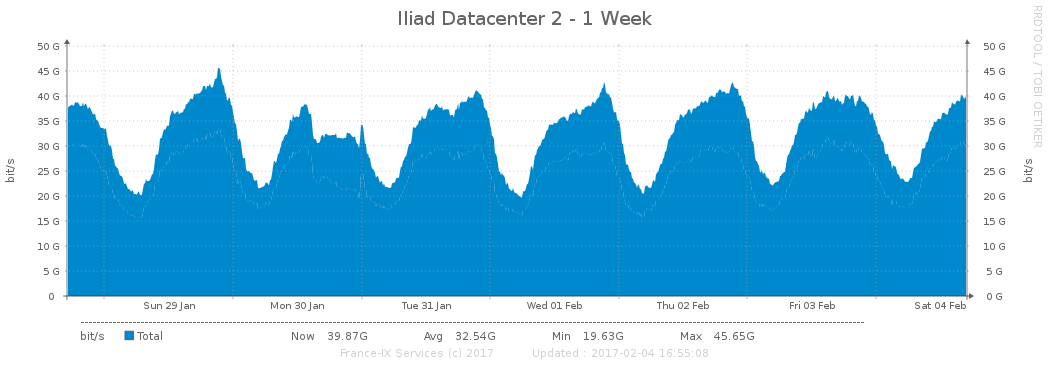 Iliad Datacenter 2 - 1 Week
RRDTOOL / TOBI OETIKER
50 G 50 G
45 G 45 G
40 G 40 G
35 G 35 G
30 G 30 G
25 G 25 G
20 G 20 G
15 G 15 G
10 G 10 G
5 G 5 G
0 0 G
bit/s
bit/s
Sun 29 Jan Mon 30 Jan Tue 31 Jan Wed 01 Feb Thu 02 Feb Fri 03 Feb Sat 04 Feb
bit/s Total Now 39.87G Avg 32.54G Min 19.63G Max 45.65G
France-IX Services (c) 2017 Updated : 2017-02-04 16:55:08